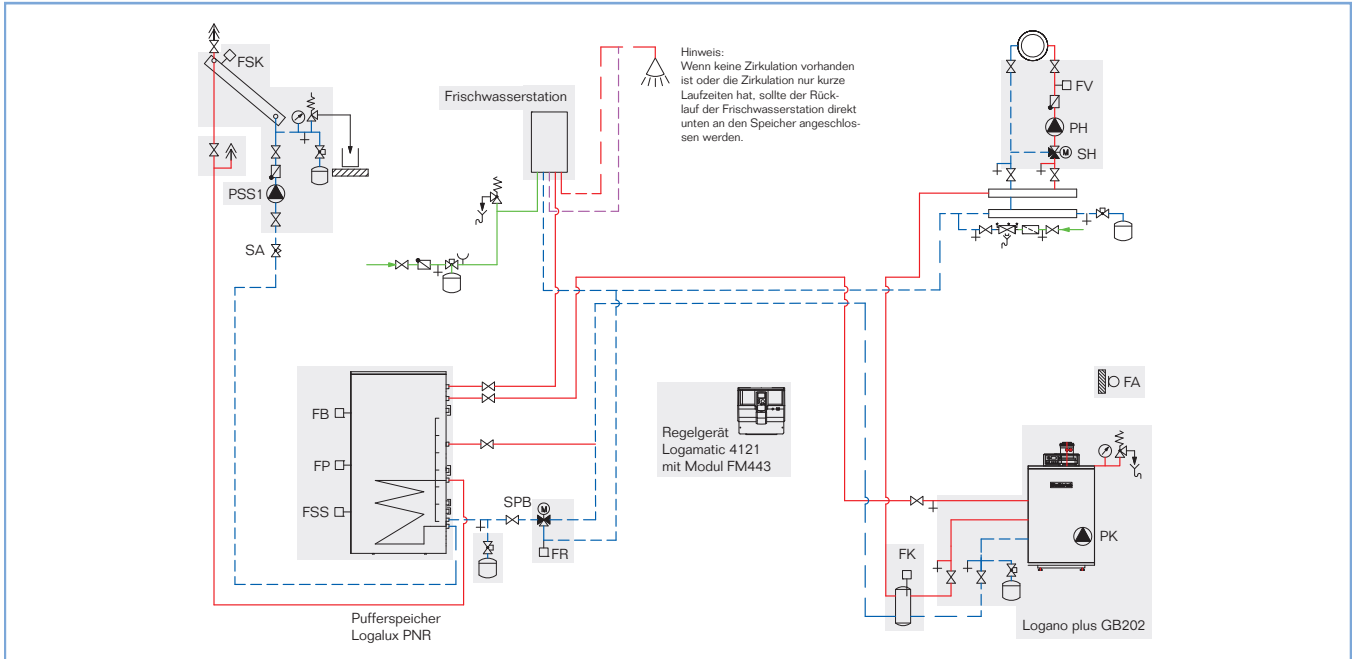 FSK
PSS1
SA
Frischwasserstation
Hinweis:
Wenn keine Zirkulation vorhanden
ist oder die Zirkulation nur kurze
Laufzeiten hat, sollte der Rück-
lauf der Frischwasserstation direkt
unten an den Speicher angeschlos-
sen werden.
FV
PH
M
SH
FB
FP
FSS
SPB
M
FR
Pufferspeicher
Logalux PNR
Regelgerät
Logamatic 4121
mit Modul FM443
FA
PK
FK
Logano plus GB202